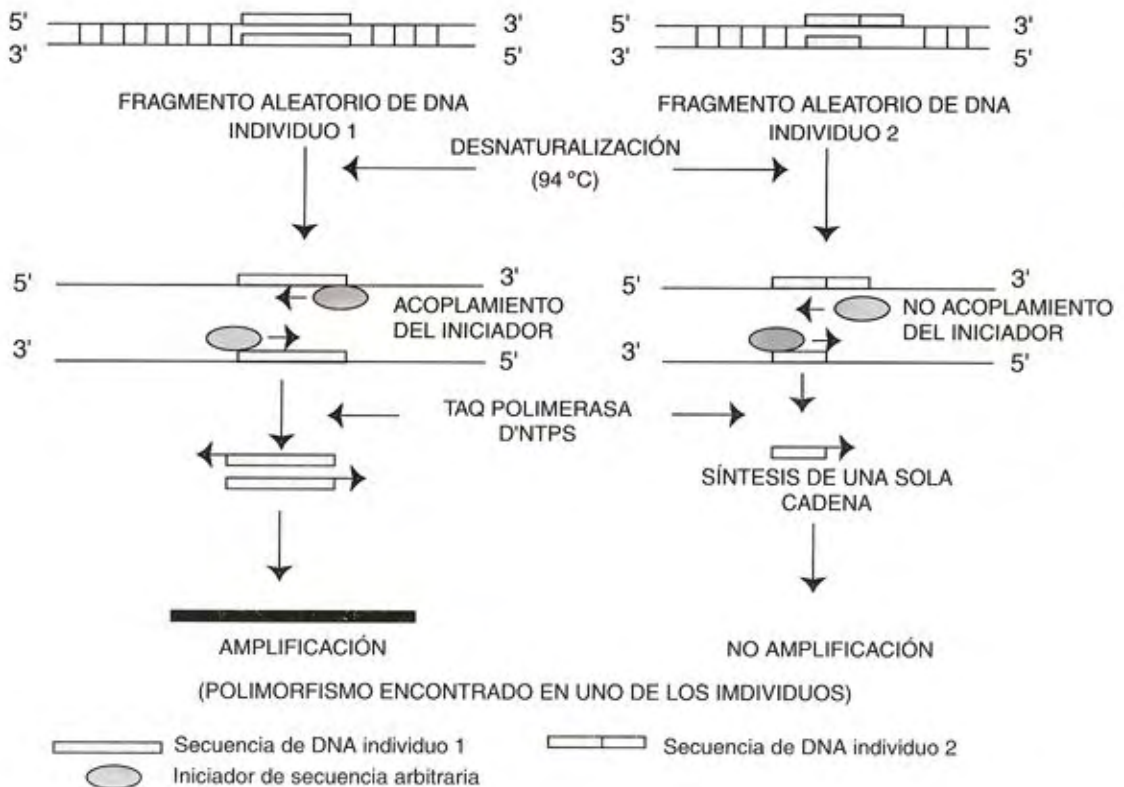 5' 3'
3' 5'
5' 3'
3' 5'
FRAGMENTO ALEATORIO DE DNA
INDIVIDUO 1
FRAGMENTO ALEATORIO DE DNA
INDIVIDUO 2
DESNATURALIZACIÓN
(94 °C)
5' 3'
ACOPLAMIENTO
DEL INICIADOR
3' 5'
5' 3'
NO ACOPLAMIENTO
DEL INICIADOR
3' 5'
TAQ POLIMERASA
D'NTPS
SÍNTESIS DE UNA SOLA
CADENA
AMPLIFICACIÓN
NO AMPLIFICACIÓN
(POLIMORFISMO ENCONTRADO EN UNO DE LOS IMDIVIDUOS)
Secuencia de DNA individuo 1
Secuencia de DNA individuo 2
Iniciador de secuencia arbitraria